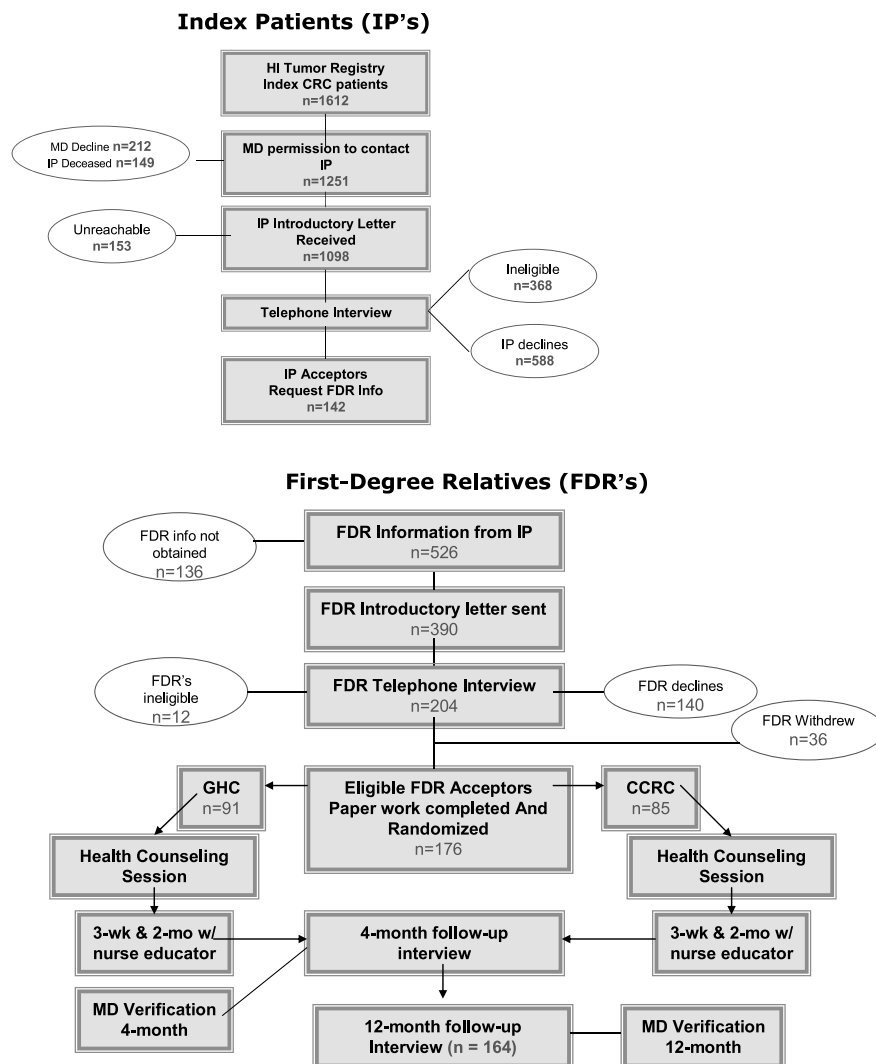 Index Patients (IP's)
HI Tumor Registry
Index CRC patients
n=1612
MD Decline n=212
IP Deceased n=149
MD permission to contact
IP
n=1251
Unreachable
n=153
IP Introductory Letter
Received
n=1098
Ineligible
n=368
Telephone Interview
IP declines
n=588
IP Acceptors
Request FDR Info
n=142
First-Degree Relatives (FDR's)
FDR info not
obtained
n=136
FDR Information from IP
n=526
FDR Introductory letter sent
n=390
FDR's
ineligible
n=12
FDR Telephone Interview
n=204
FDR declines
n=140
FDR Withdrew
n=36
GHC
n=91
Eligible FDR Acceptors
Paper work completed And
Randomized
n=176
CCRC
n=85
Health Counseling
Session
Health Counseling
Session
3-wk & 2-mo w/
nurse educator
4-month follow-up
interview
3-wk & 2-mo w/
nurse educator
MD Verification
4-month
12-month follow-up
Interview (n = 164)
MD Verification
12-month